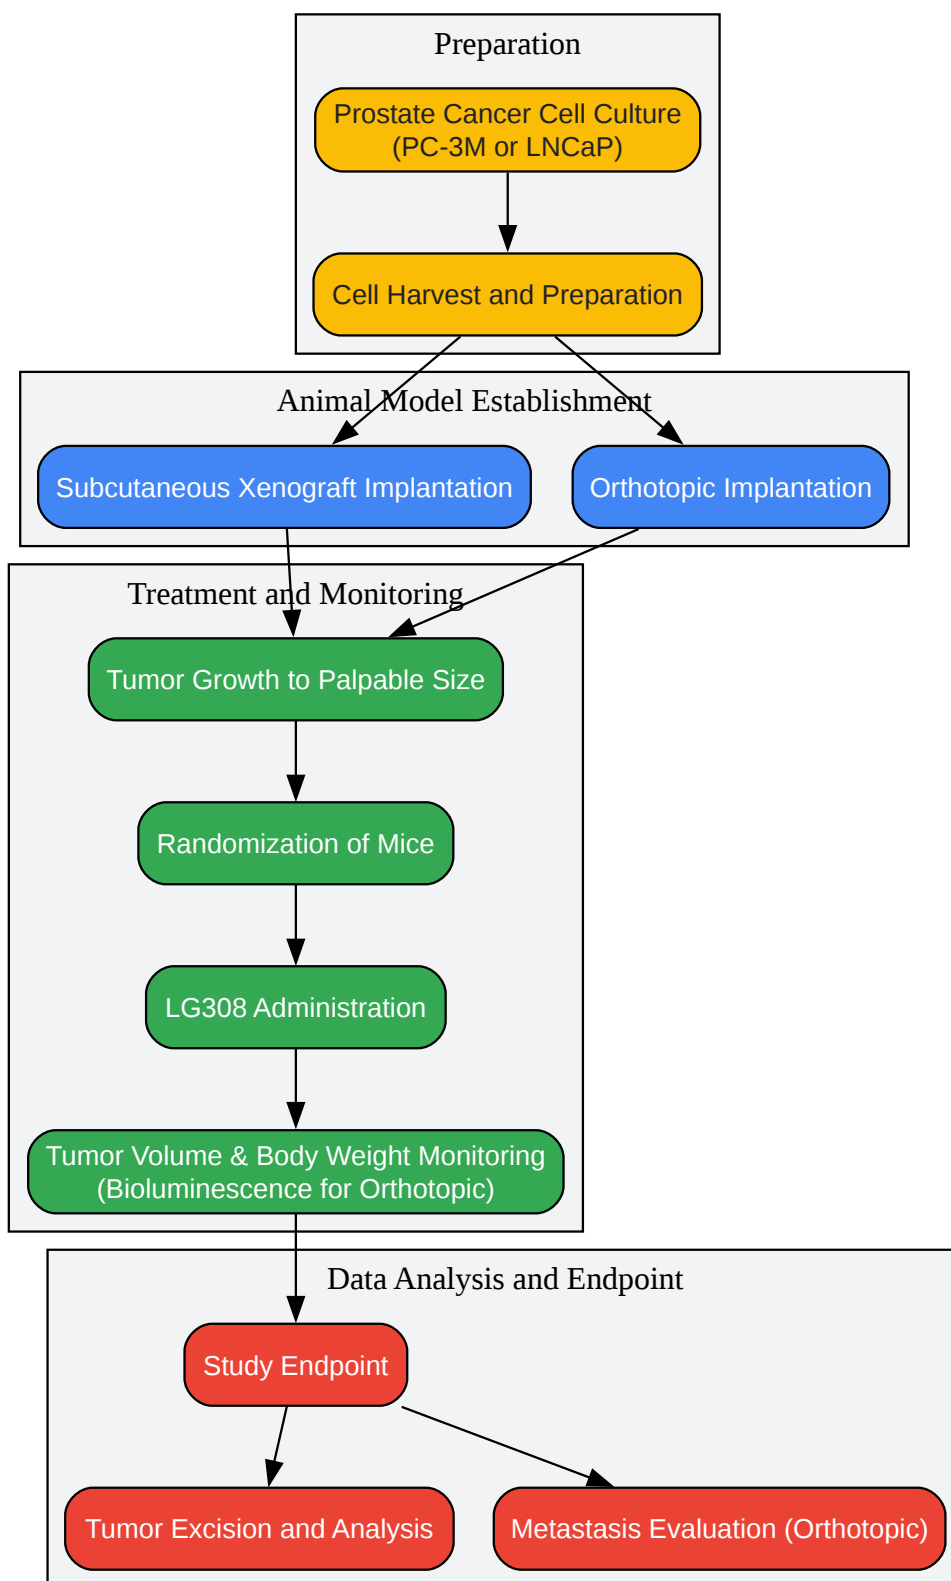 Preparation
Prostate Cancer Cell Culture
(PC-3M or LNCaP)
Cell Harvest and Preparation
Animal Model Establishment
Subcutaneous Xenograft Implantation
Orthotopic Implantation
Treatment and Monitoring
Tumor Growth to Palpable Size
Randomization of Mice
LG308 Administration
Tumor Volume & Body Weight Monitoring
(Bioluminescence for Orthotopic)
Data Analysis and Endpoint
Study Endpoint
Tumor Excision and Analysis
Metastasis Evaluation (Orthotopic)